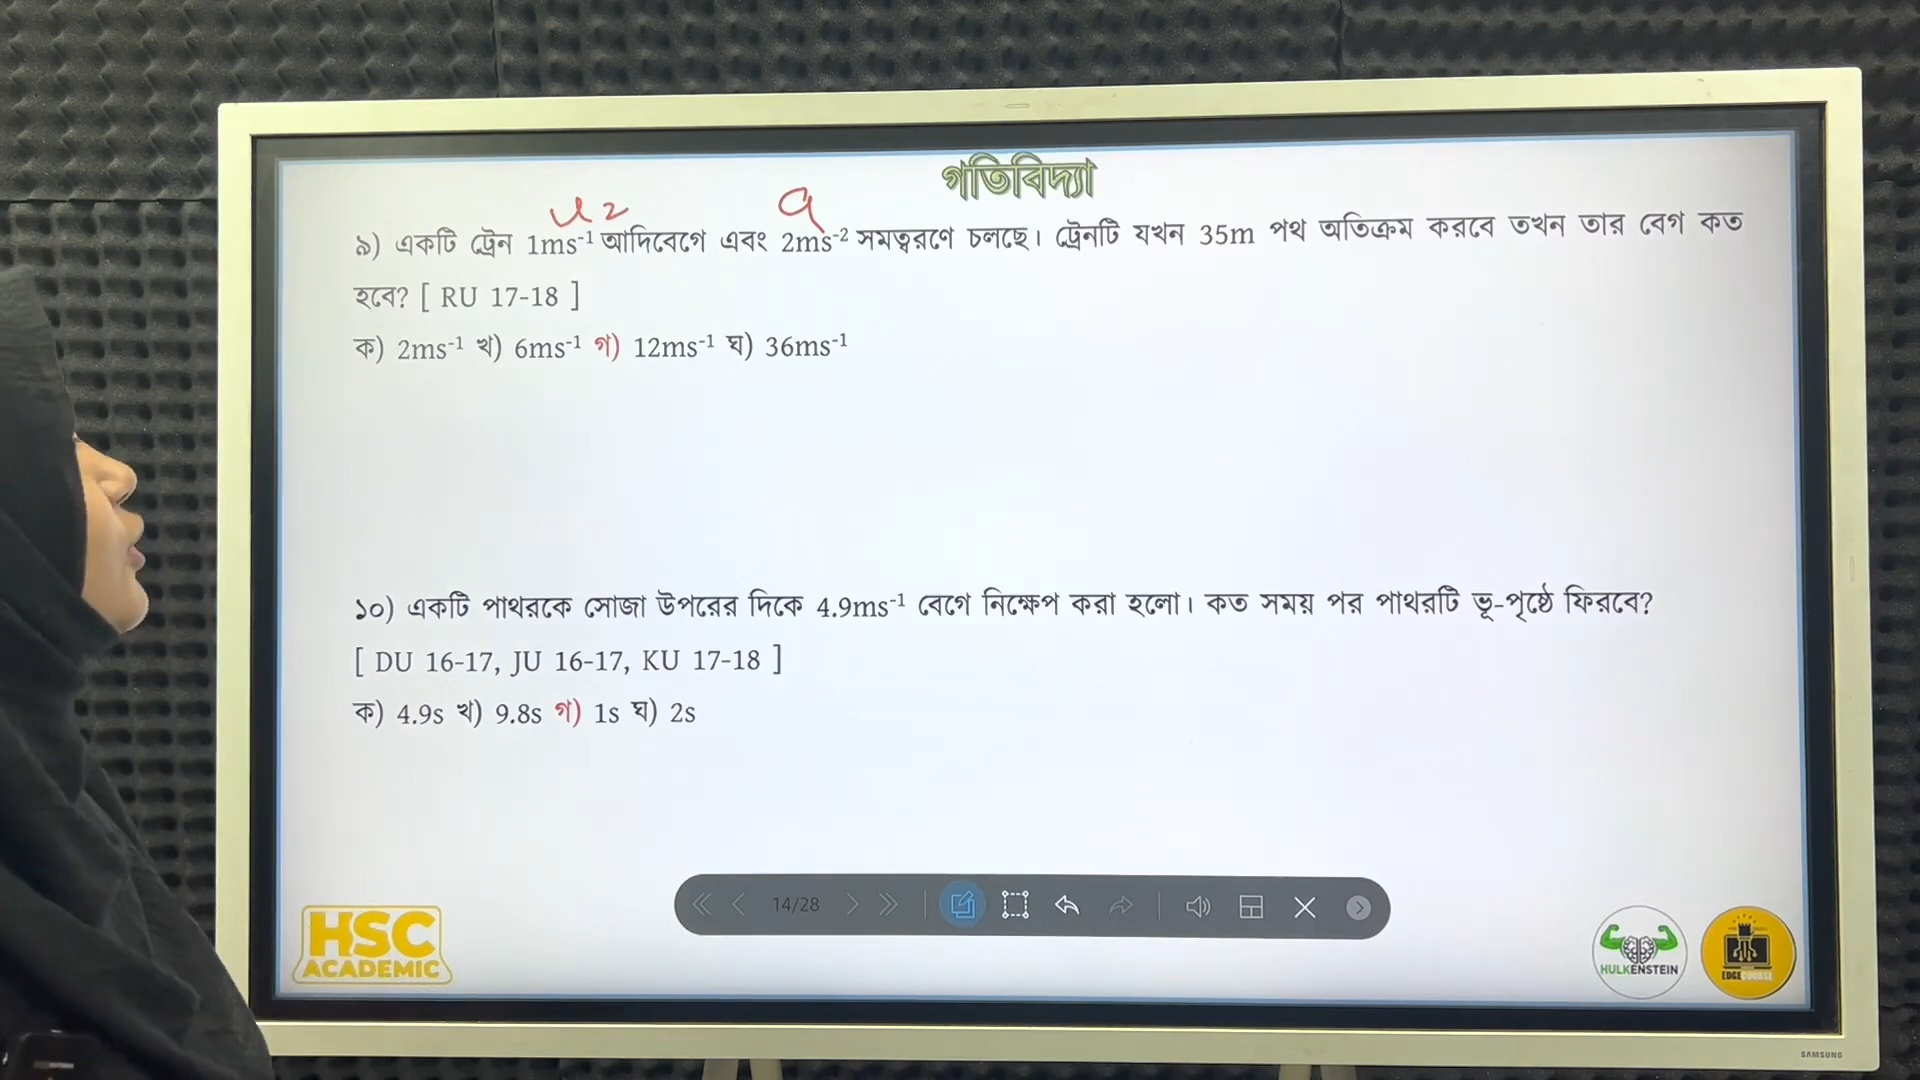 গতিবিদ্যা
u =
a
৯) একটি ট্রেন 1ms⁻¹ আদিবেগে এবং 2ms⁻² সমত্বরণে চলছে। ট্রেনটি যখন 35m পথ অতিক্রম করবে তখন তার বেগ কত
হবে? [ RU 17-18 ]
ক) 2ms⁻¹ খ) 6ms⁻¹ গ) 12ms⁻¹ ঘ) 36ms⁻¹
১০) একটি পাথরকে সোজা উপরের দিকে 4.9ms⁻¹ বেগে নিক্ষেপ করা হলো। কত সময় পর পাথরটি ভূ-পৃষ্ঠে ফিরবে?
[ DU 16-17, JU 16-17, KU 17-18 ]
ক) 4.9s খ) 9.8s গ) 1s ঘ) 2s
14/28
HSC
ACADEMIC
HULKENSTEIN
EDGECOURSE
SAMSUNG